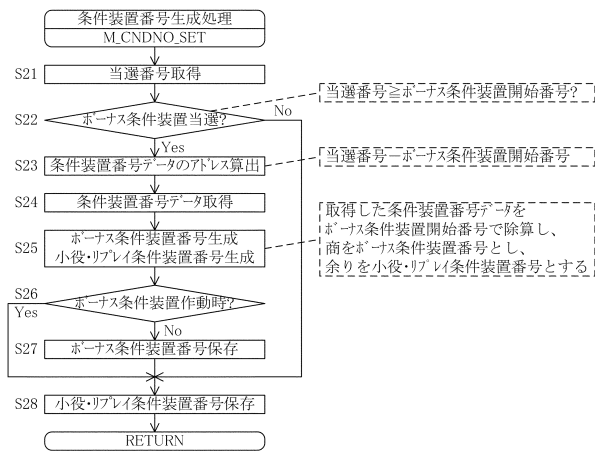 条件装置番号生成処理
M_CNDNO_SET
S21
当選番号取得
当選番号≧ボーナス条件装置開始番号?
S22
ボーナス条件装置当選?
No
Yes
S23
条件装置番号データのアドレス算出
当選番号ーボーナス条件装置開始番号
S24
条件装置番号データ取得
取得した条件装置番号データを
ボーナス条件装置開始番号で除算し、
商をボーナス条件装置番号とし、
余りを小役・リプレイ条件装置番号とする
S25
ボーナス条件装置番号生成
小役・リプレイ条件装置番号生成
S26
Yes
ボーナス条件装置作動時?
No
S27
ボーナス条件装置番号保存
S28
小役・リプレイ条件装置番号保存
RETURN